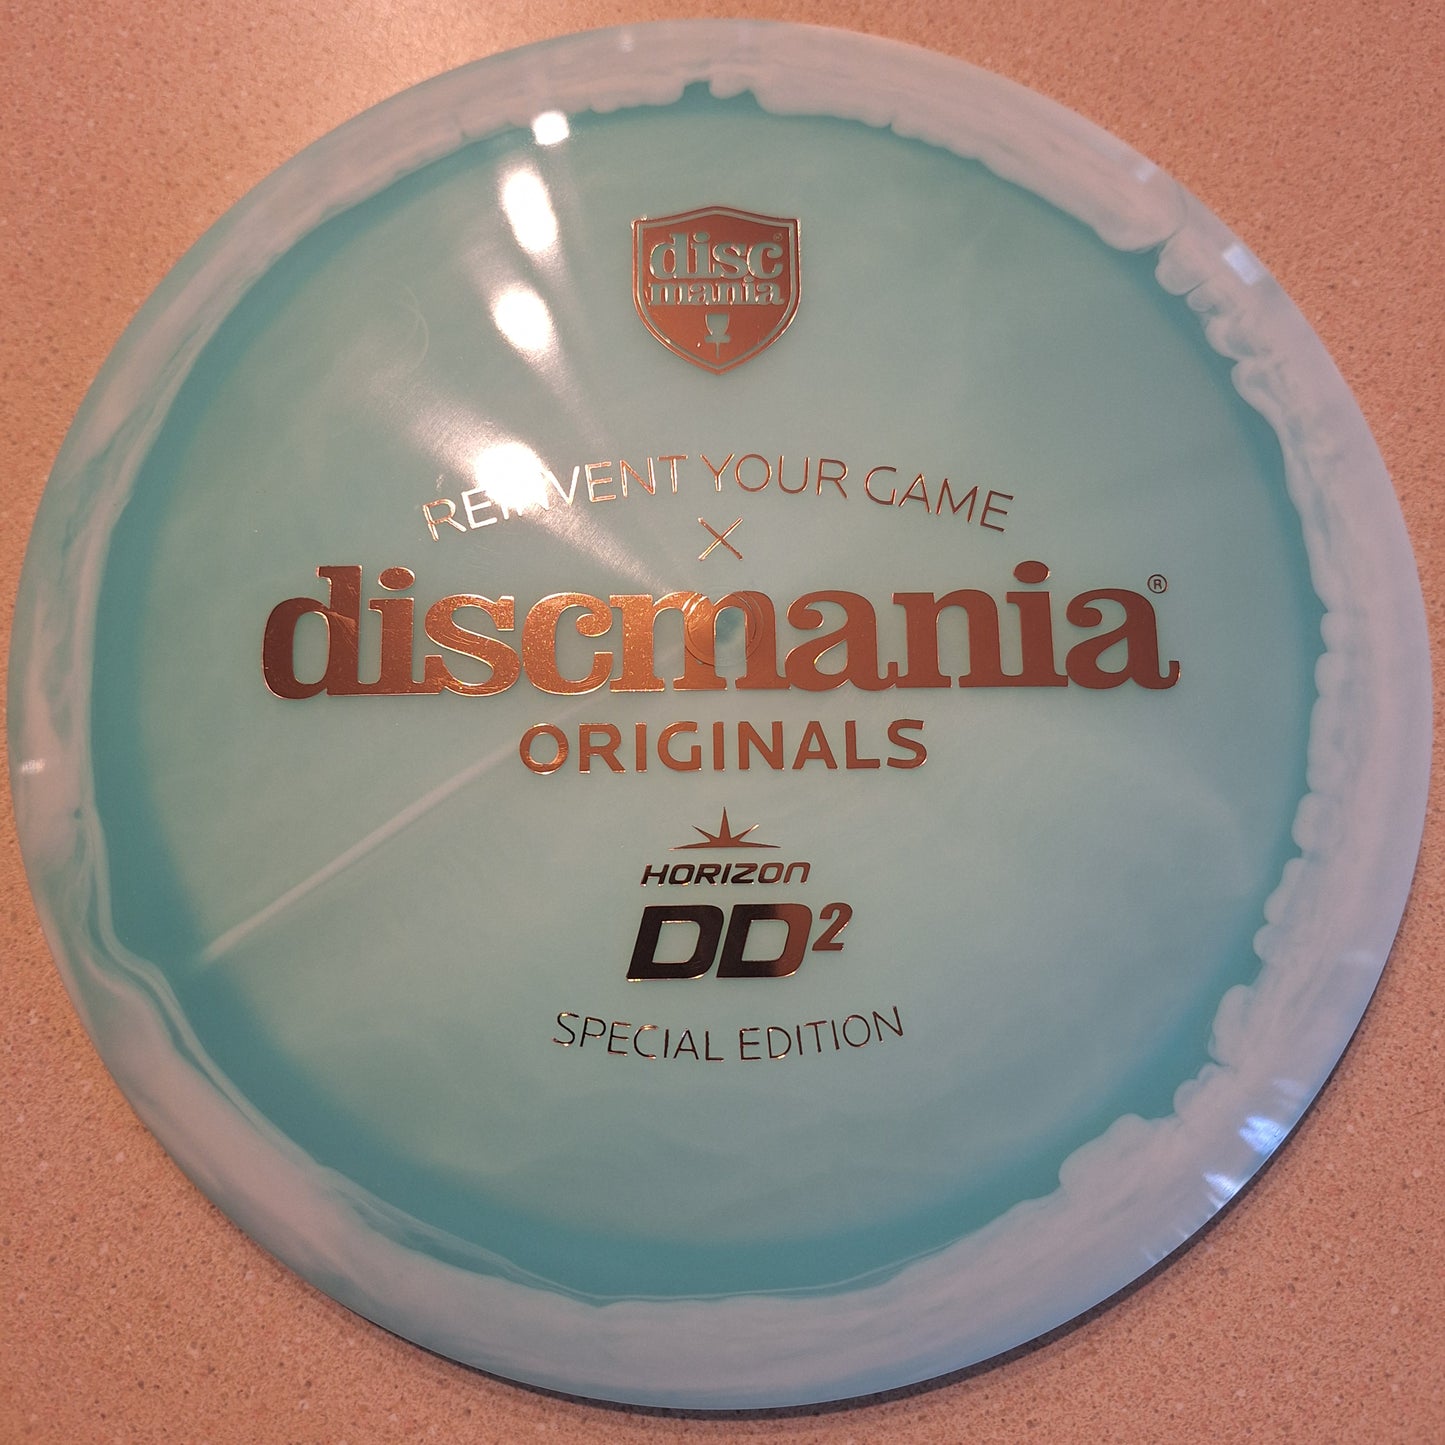 disc®
mania
REINVENT YOUR GAME
X
discmania®
ORIGINALS
HORIZON
DD²
SPECIAL EDITION